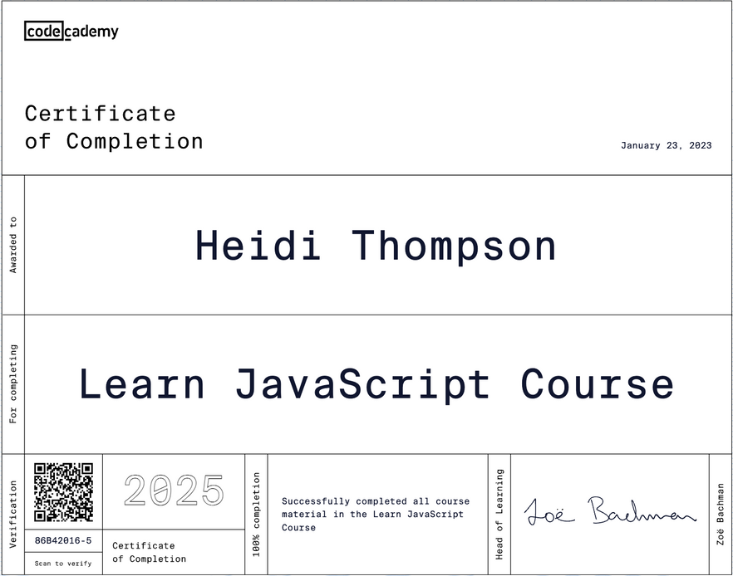 codecademy
Certificate
of Completion
January 23, 2023
Awarded to
Heidi Thompson
For completing
Learn JavaScript Course
Verification
86B42016-5
Scan to verify
2025
Certificate
of Completion
100% completion
Successfully completed all course
material in the Learn JavaScript
Course
Head of Learning
Zoë Bachman
Zoë Bachman